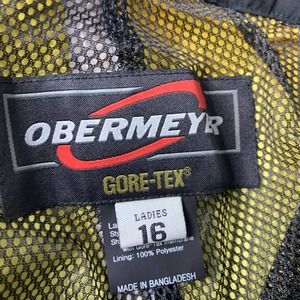 OBERMEYR
GORE-TEX®
LADIES
16
Lining: 100% Polyester
MADE IN BANGLADESH